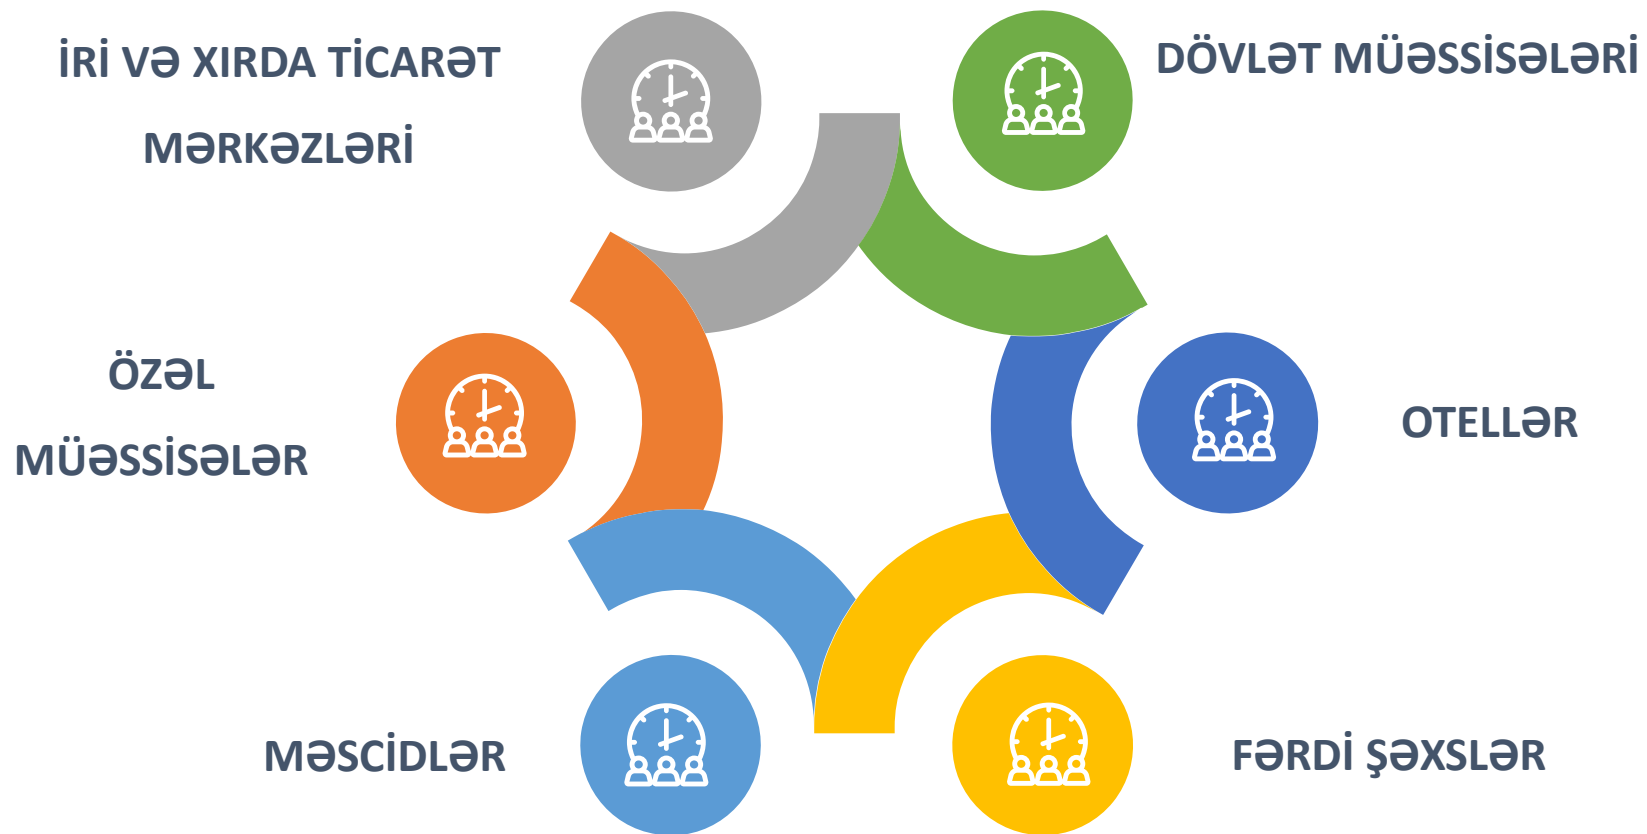 İRİ VƏ XIRDA TİCARƏT
MƏRKƏZLƏRİ
DÖVLƏT MÜƏSSİSƏLƏRİ
ÖZƏL
MÜƏSSİSƏLƏR
OTELLƏR
MƏSCİDLƏR
FƏRDİ ŞƏXSLƏR